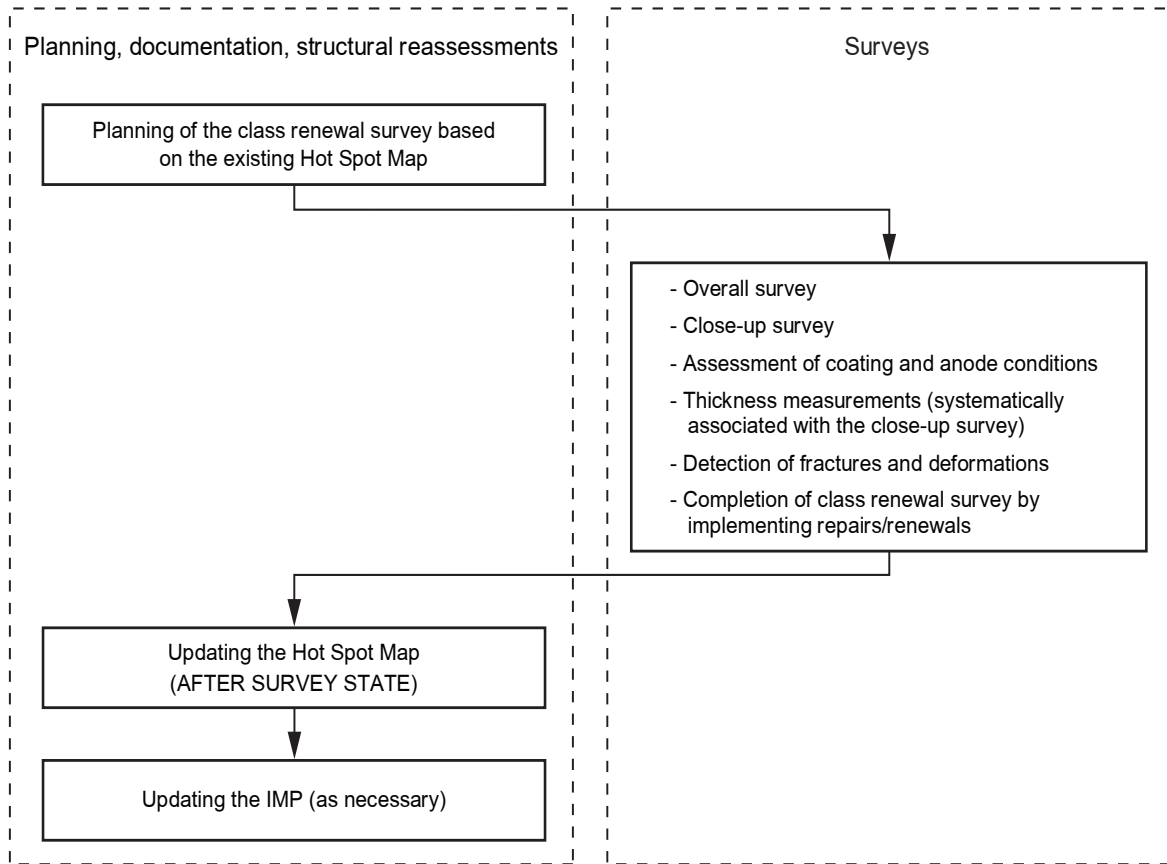 Planning, documentation, structural reassessments
Surveys
Planning of the class renewal survey based
on the existing Hot Spot Map
- Overall survey
- Close-up survey
- Assessment of coating and anode conditions
- Thickness measurements (systematically
associated with the close-up survey)
- Detection of fractures and deformations
- Completion of class renewal survey by
implementing repairs/renewals
Updating the Hot Spot Map
(AFTER SURVEY STATE)
Updating the IMP (as necessary)